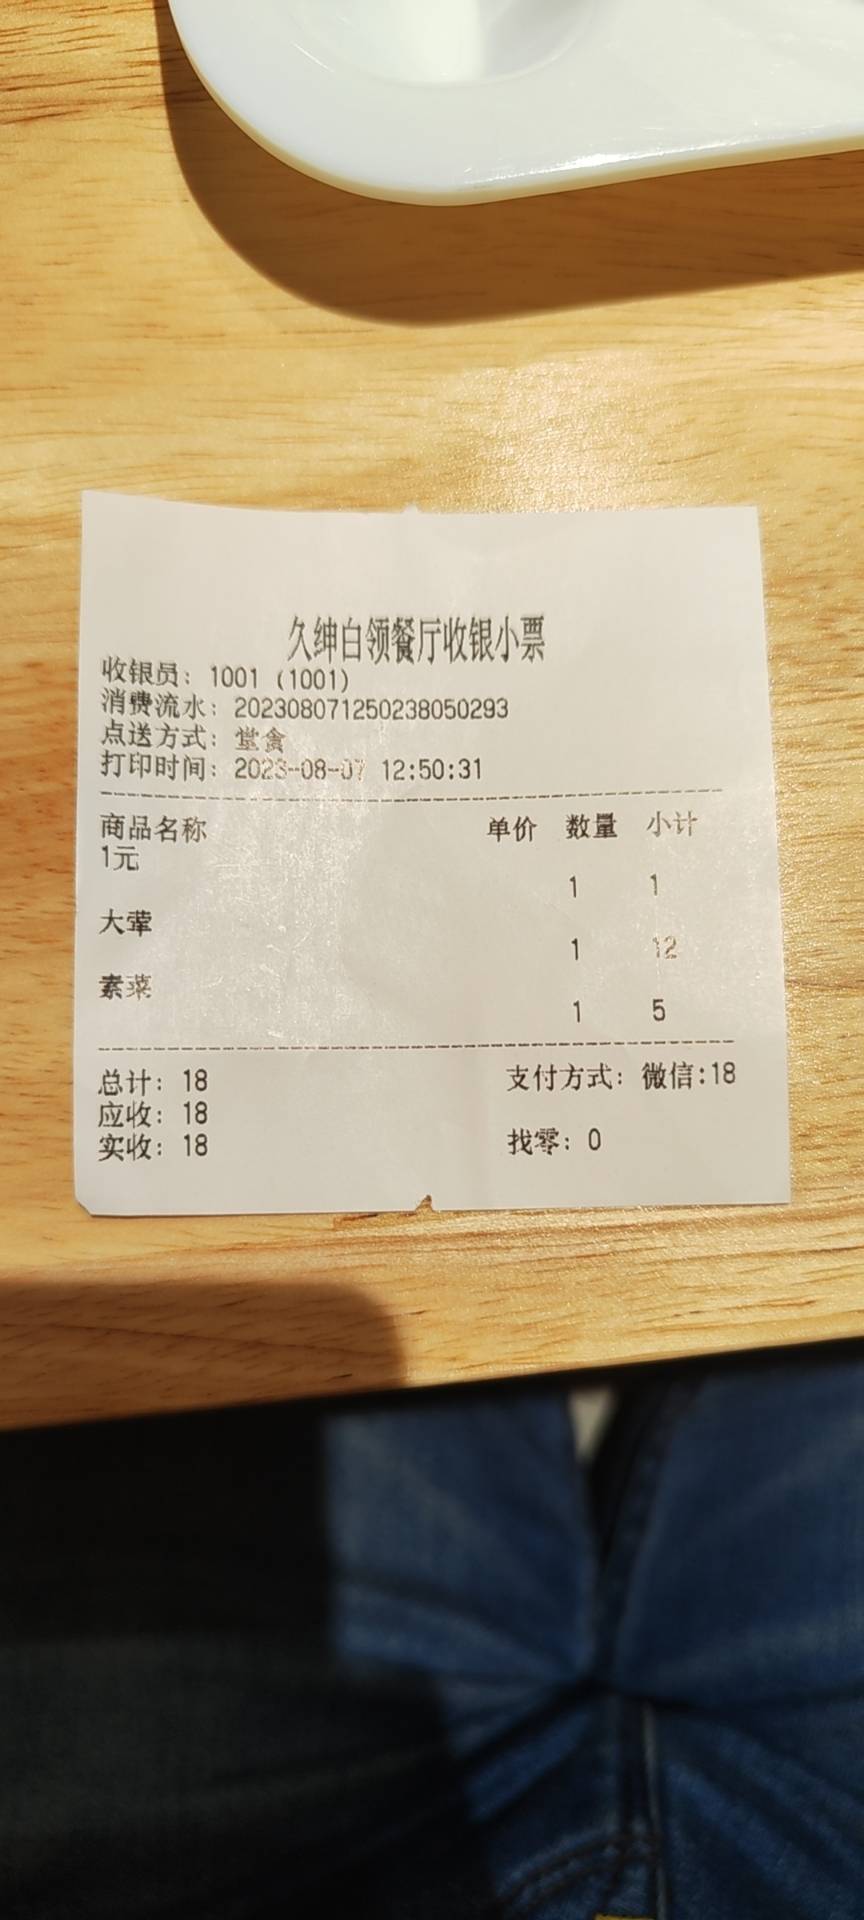 久绅白领餐厅收银小票
收银员：1001 (1001)
消费流水：202308071250238050293
点送方式：堂食
打印时间：2023-08-07 12:50:31
商品名称 单价 数量 小计
1元
1 1
大荤
1 12
素菜
1 5
总计：18 支付方式：微信:18
应收：18
实收：18 找零：0